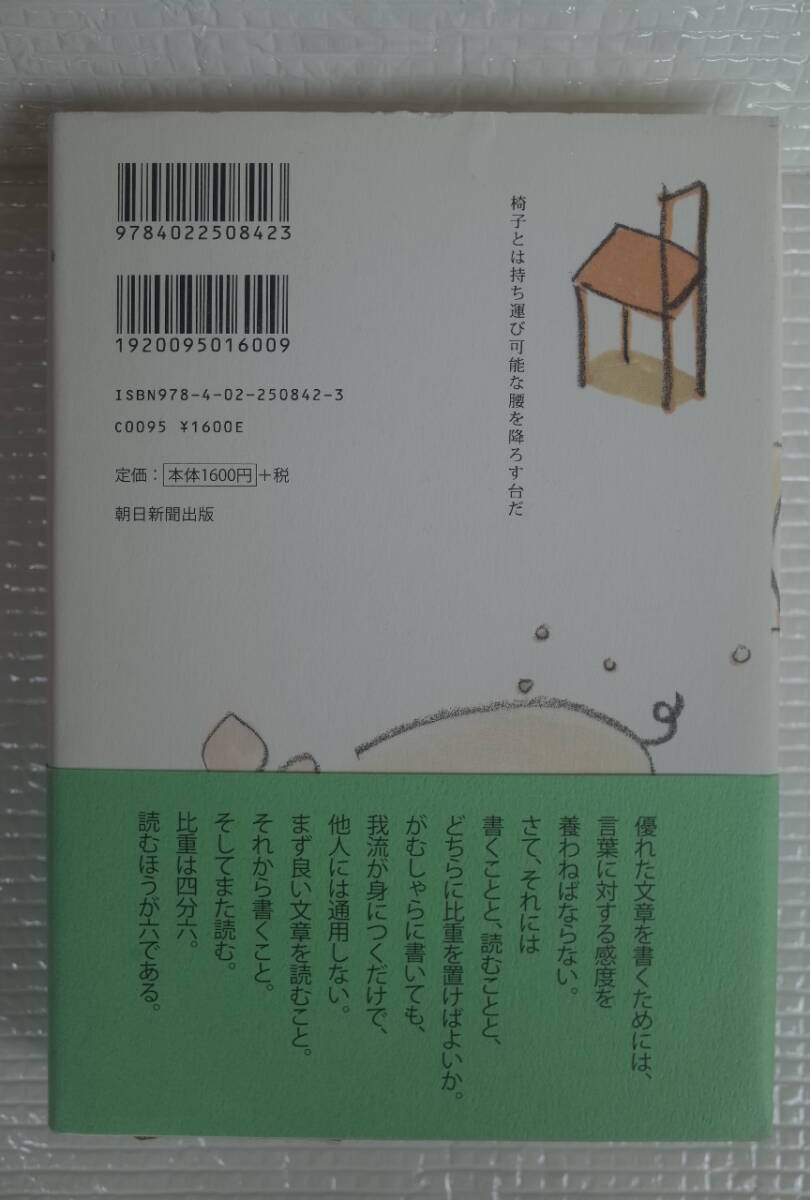 9784022508423
1920095016009
ISBN978-4-02-250842-3
C0095 ¥1600E
定価：本体1600円+税
朝日新聞出版
椅子とは持ち運び可能な腰を降ろす台だ
優れた文章を書くためには、
言葉に対する感度を
養わねばならない。
さて、それには
書くことと、読むことと、
どちらに比重を置けばよいか。
がむしゃらに書いても、
我流が身につくだけで、
他人には通用しない。
まず良い文章を読むこと。
それから書くこと。
そしてまた読む。
比重は四分六。
読むほうが六である。